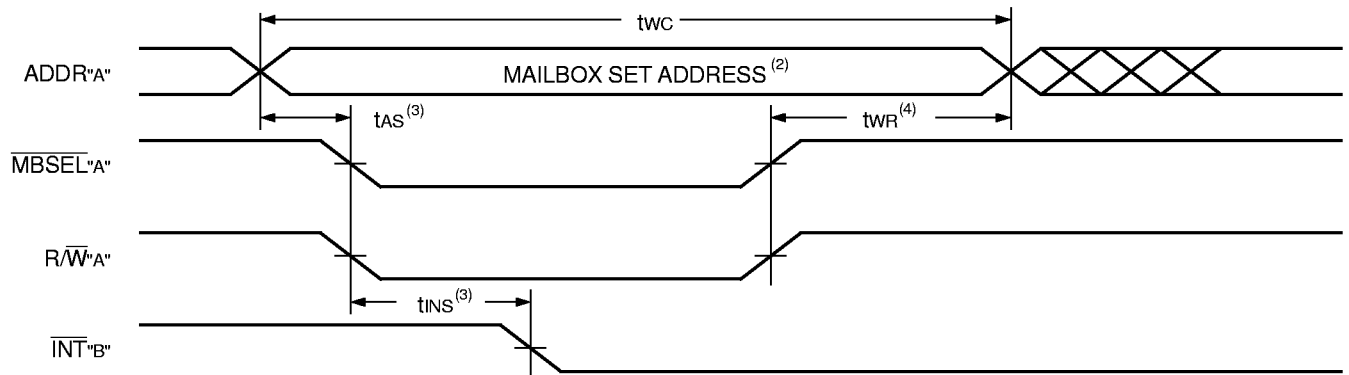 tWC
ADDR"A" MAILBOX SET ADDRESS (2)
tAS(3) tWR(4)
MBSEL"A"
R/W"A"
tINS(3)
INT"B"